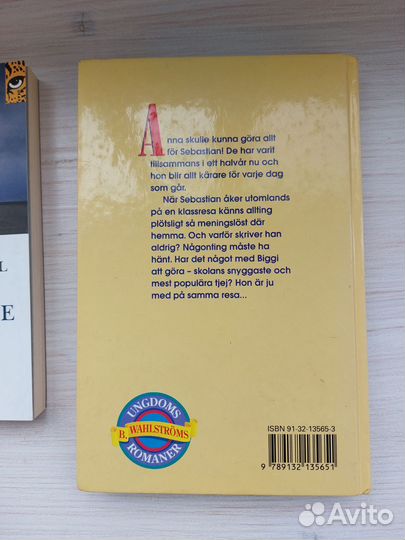 Anna skulle kunna göra allt
för Sebastian! De har varit
tillsammans i ett halvår nu och
hon blir allt kärare för varje dag
som går.
När Sebastian åker utomlands
på en klassresa känns allting
plötsligt så meningslöst där
hemma. Och varför skriver han
aldrig? Någonting måste ha
hänt. Har det något med Biggi
att göra – skolans snyggaste och
mest populära tjej? Hon är ju
med på samma resa...
L
E
UNGDOMS
B. WAHLSTRÖMS
ROMANER
ISBN 91-32-13565-3
9 789132 135651
Avito